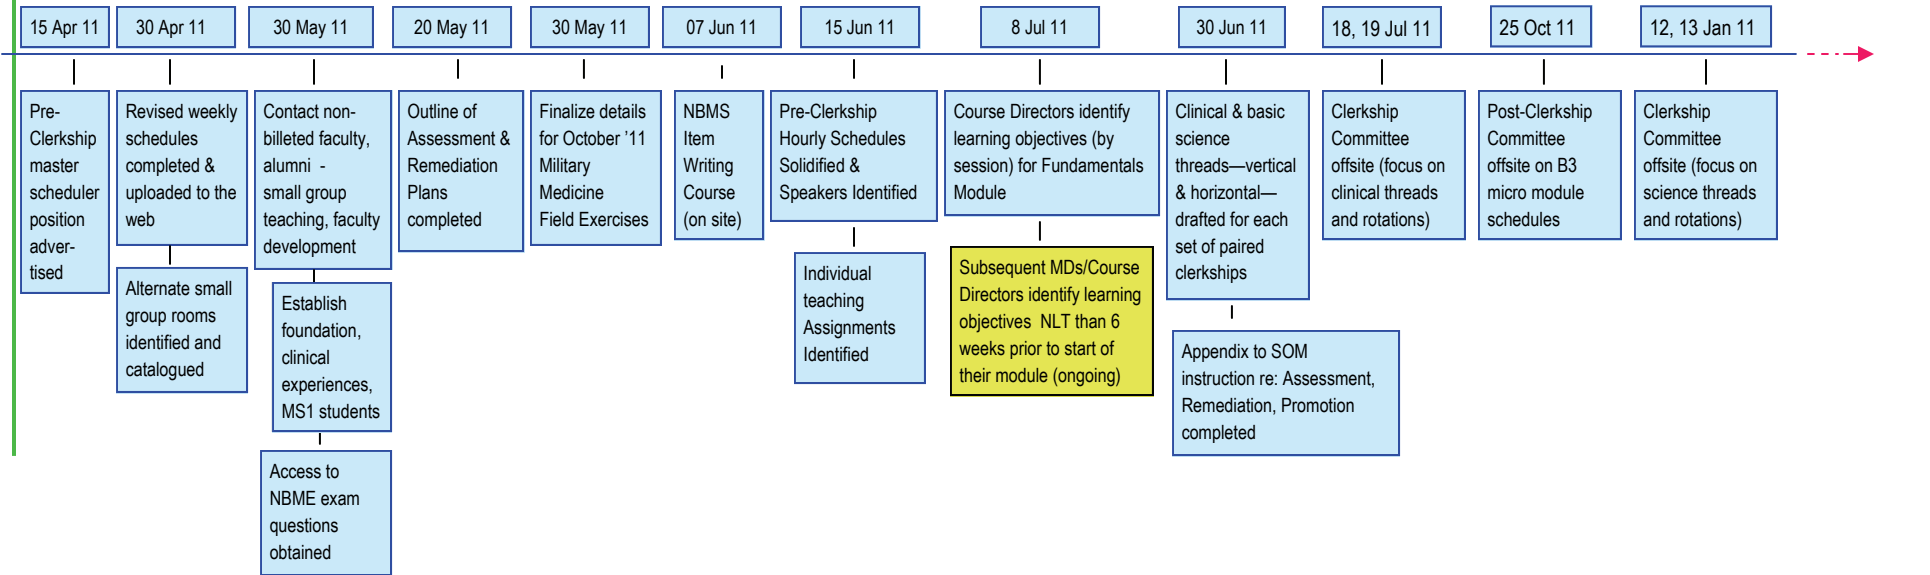 15 Apr 11
30 Apr 11
30 May 11
20 May 11
30 May 11
07 Jun 11
15 Jun 11
8 Jul 11
30 Jun 11
18, 19 Jul 11
25 Oct 11
12, 13 Jan 11
Pre-
Clerkship
master
scheduler
position
adver-
tised
Revised weekly
schedules
completed &
uploaded to the
web
Alternate small
group rooms
identified and
catalogued
Contact non-
billeted faculty,
alumni -
small group
teaching, faculty
development
Establish
foundation,
clinical
experiences,
MS1 students
Access to
NBME exam
questions
obtained
Outline of
Assessment &
Remediation
Plans
completed
Finalize details
for October ’11
Military
Medicine
Field Exercises
NBMS
Item
Writing
Course
(on site)
Pre-Clerkship
Hourly Schedules
Solidified &
Speakers Identified
Individual
teaching
Assignments
Identified
Course Directors identify
learning objectives (by
session) for Fundamentals
Module
Subsequent MDs/Course
Directors identify learning
objectives NLT than 6
weeks prior to start of
their module (ongoing)
Clinical & basic
science
threads—vertical
& horizontal—
drafted for each
set of paired
clerkships
Appendix to SOM
instruction re: Assessment,
Remediation, Promotion
completed
Clerkship
Committee
offsite (focus on
clinical threads
and rotations)
Post-Clerkship
Committee
offsite on B3
micro module
schedules
Clerkship
Committee
offsite (focus on
science threads
and rotations)